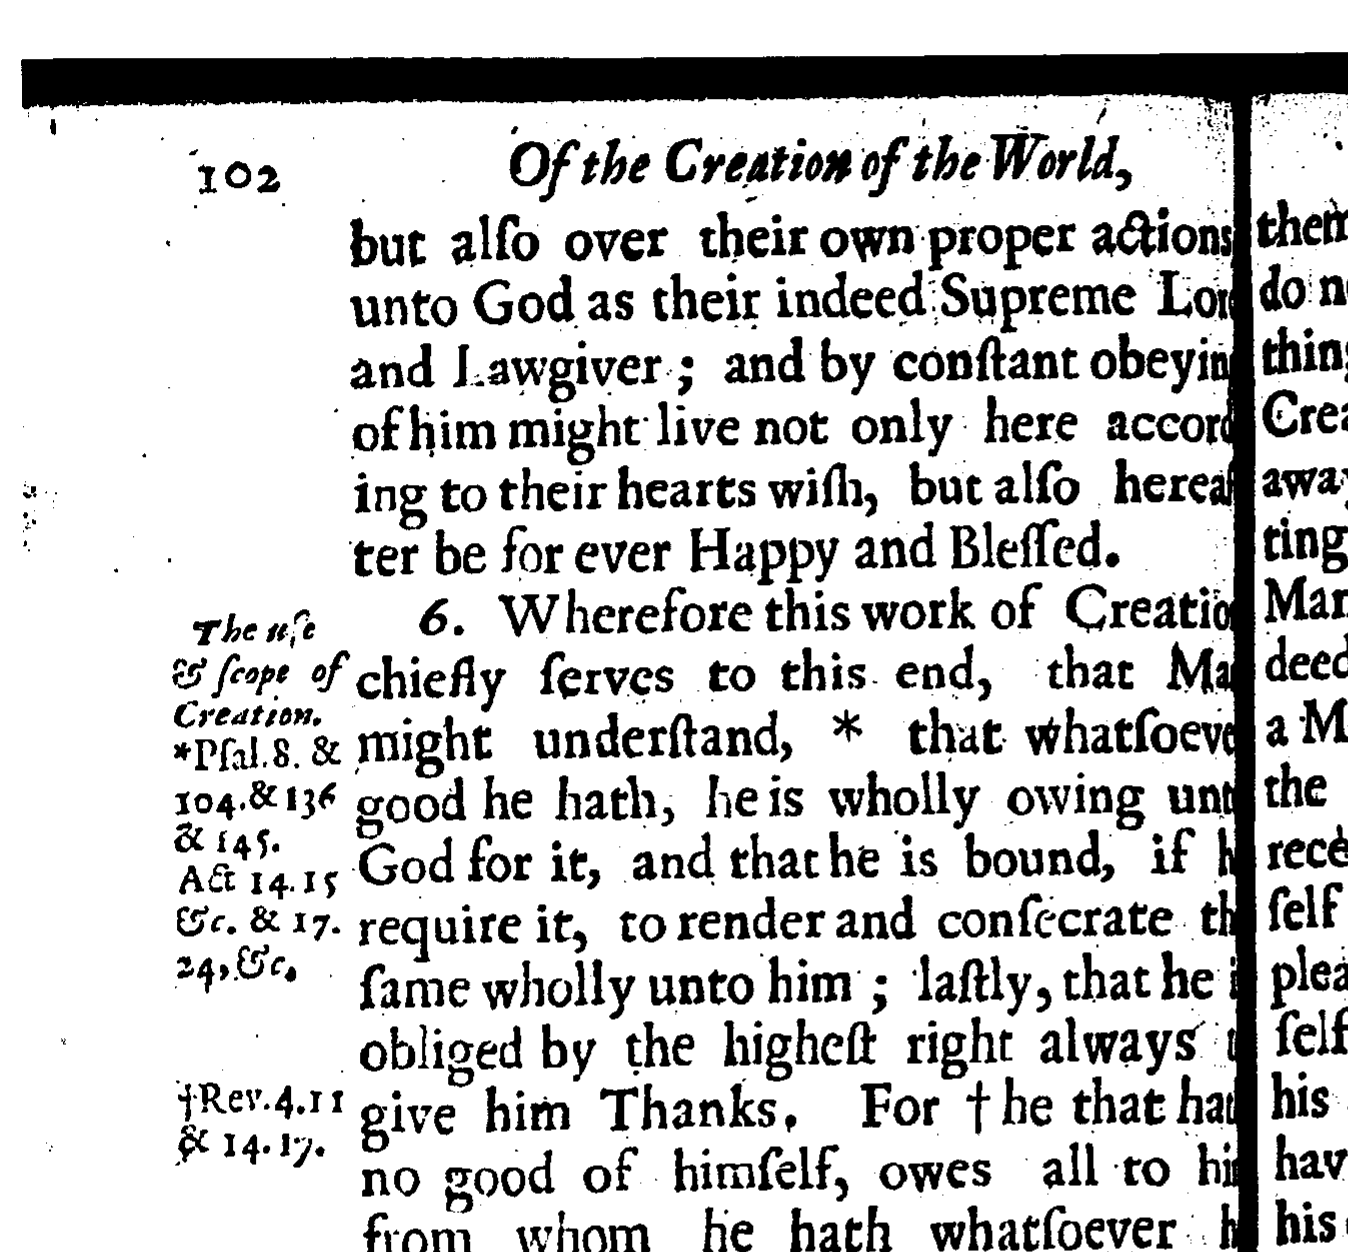 102
Of the Creation of the World,
but alſo over their own proper actions
unto God as their indeed Supreme Lor
and Lawgiver ; and by conſtant obeyin
of him might live not only here accord
ing to their hearts wiſh, but alſo hereaf
ter be for ever Happy and Bleſſed.
6. Wherefore this work of Creatio
chiefly ſerves to this end, that Ma
might underſtand, * that whatſoeve
good he hath, he is wholly owing unt
God for it, and that he is bound, if h
require it, to render and conſecrate th
ſame wholly unto him ; laſtly, that he i
obliged by the higheſt right always t
give him Thanks. For † he that hat
no good of himſelf, owes all to hi
from whom he hath whatſoever h
The uſe
& ſcope of
Creation.
*Pſal. 8. &
104. & 136
& 145.
Act 14. 15
&c. & 17.
24, &c.
†Rev. 4. 11
& 14. 17.
them
do n
thing
Crea
away
ting
Man
deed
a M
the
rece
ſelf
plea
ſelf
his
hav
his